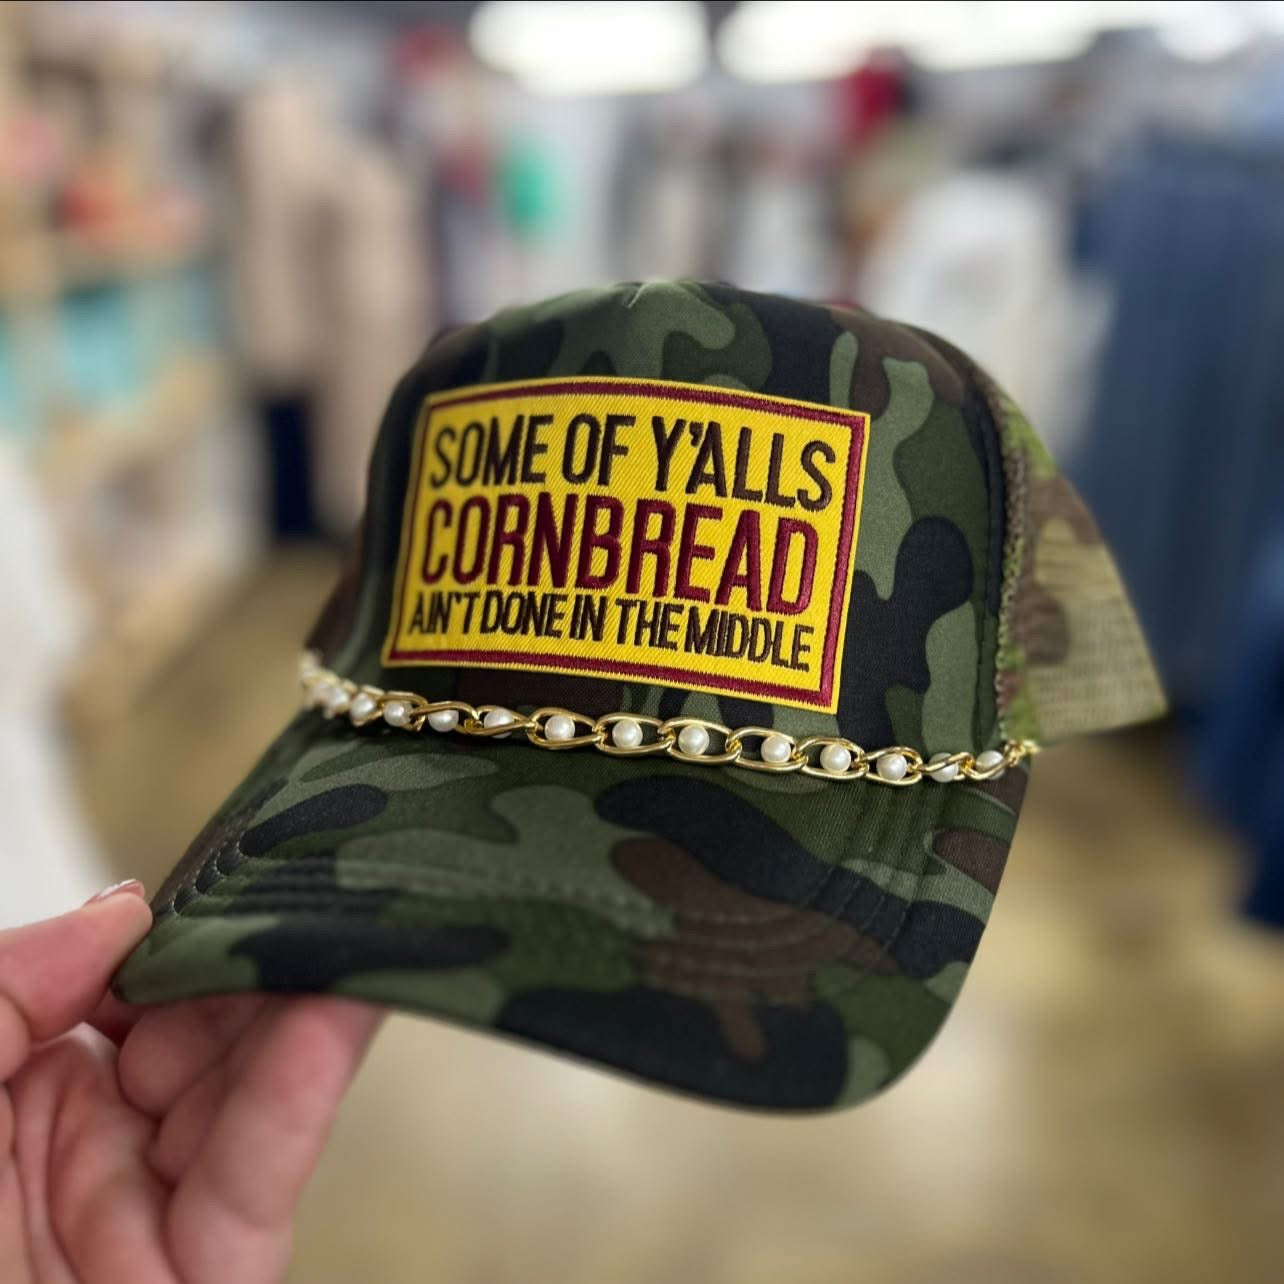 SOME OF Y'ALLS
CORNBREAD
AIN'T DONE IN THE MIDDLE